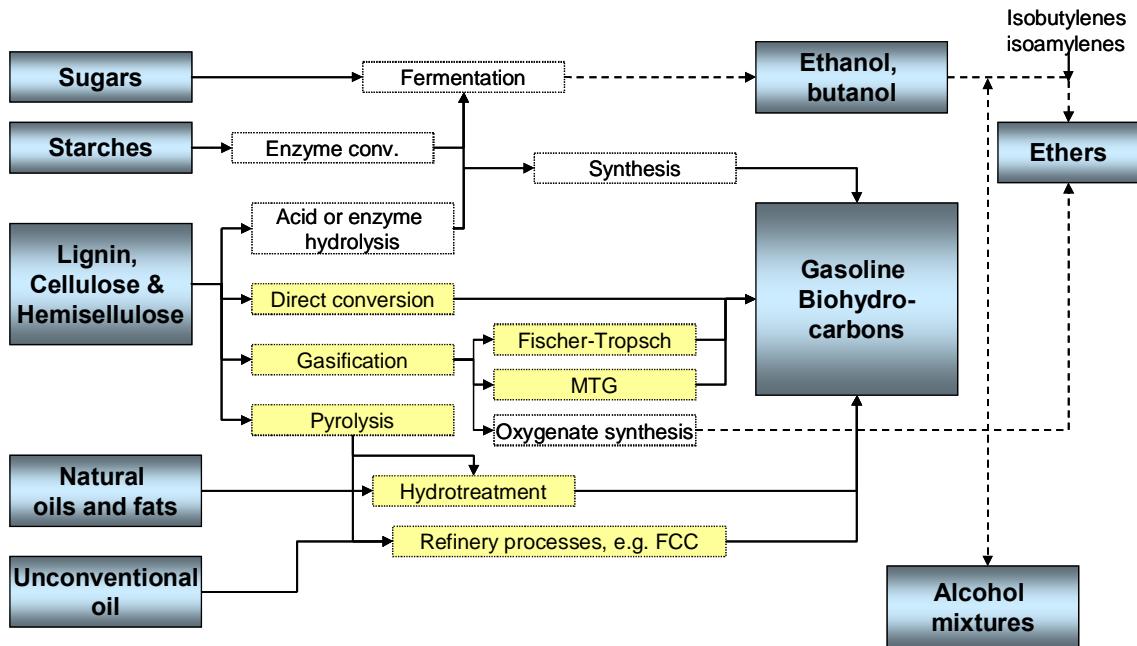 Isobutylenes
isoamylenes
Sugars
Fermentation
Ethanol,
butanol
Starches
Enzyme conv.
Ethers
Synthesis
Acid or enzyme
hydrolysis
Lignin,
Cellulose &
Hemisellulose
Gasoline
Biohydro-
carbons
Direct conversion
Fischer-Tropsch
Gasification
MTG
Pyrolysis
Oxygenate synthesis
Natural
oils and fats
Hydrotreatment
Refinery processes, e.g. FCC
Unconventional
oil
Alcohol
mixtures